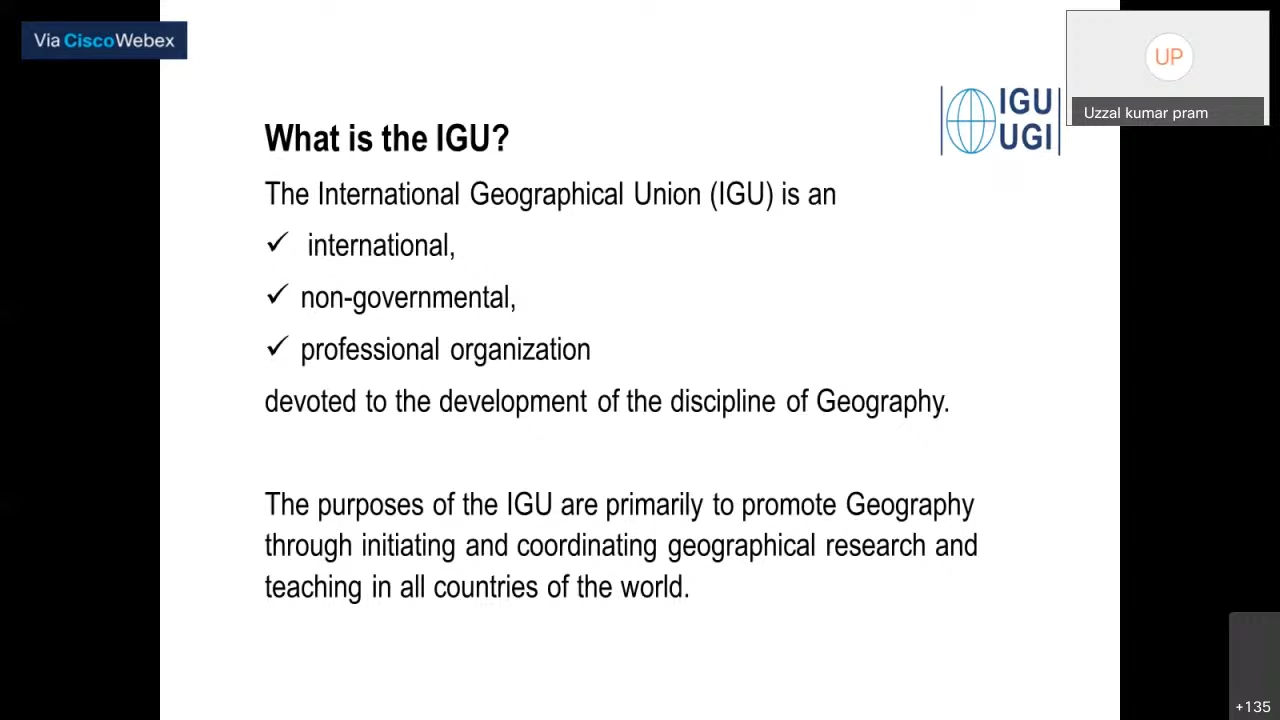 Via CiscoWebex
UP
Uzzal kumar pram
IGU
UGI
What is the IGU?
The International Geographical Union (IGU) is an
✓ international,
✓ non-governmental,
✓ professional organization
devoted to the development of the discipline of Geography.
The purposes of the IGU are primarily to promote Geography
through initiating and coordinating geographical research and
teaching in all countries of the world.
+135